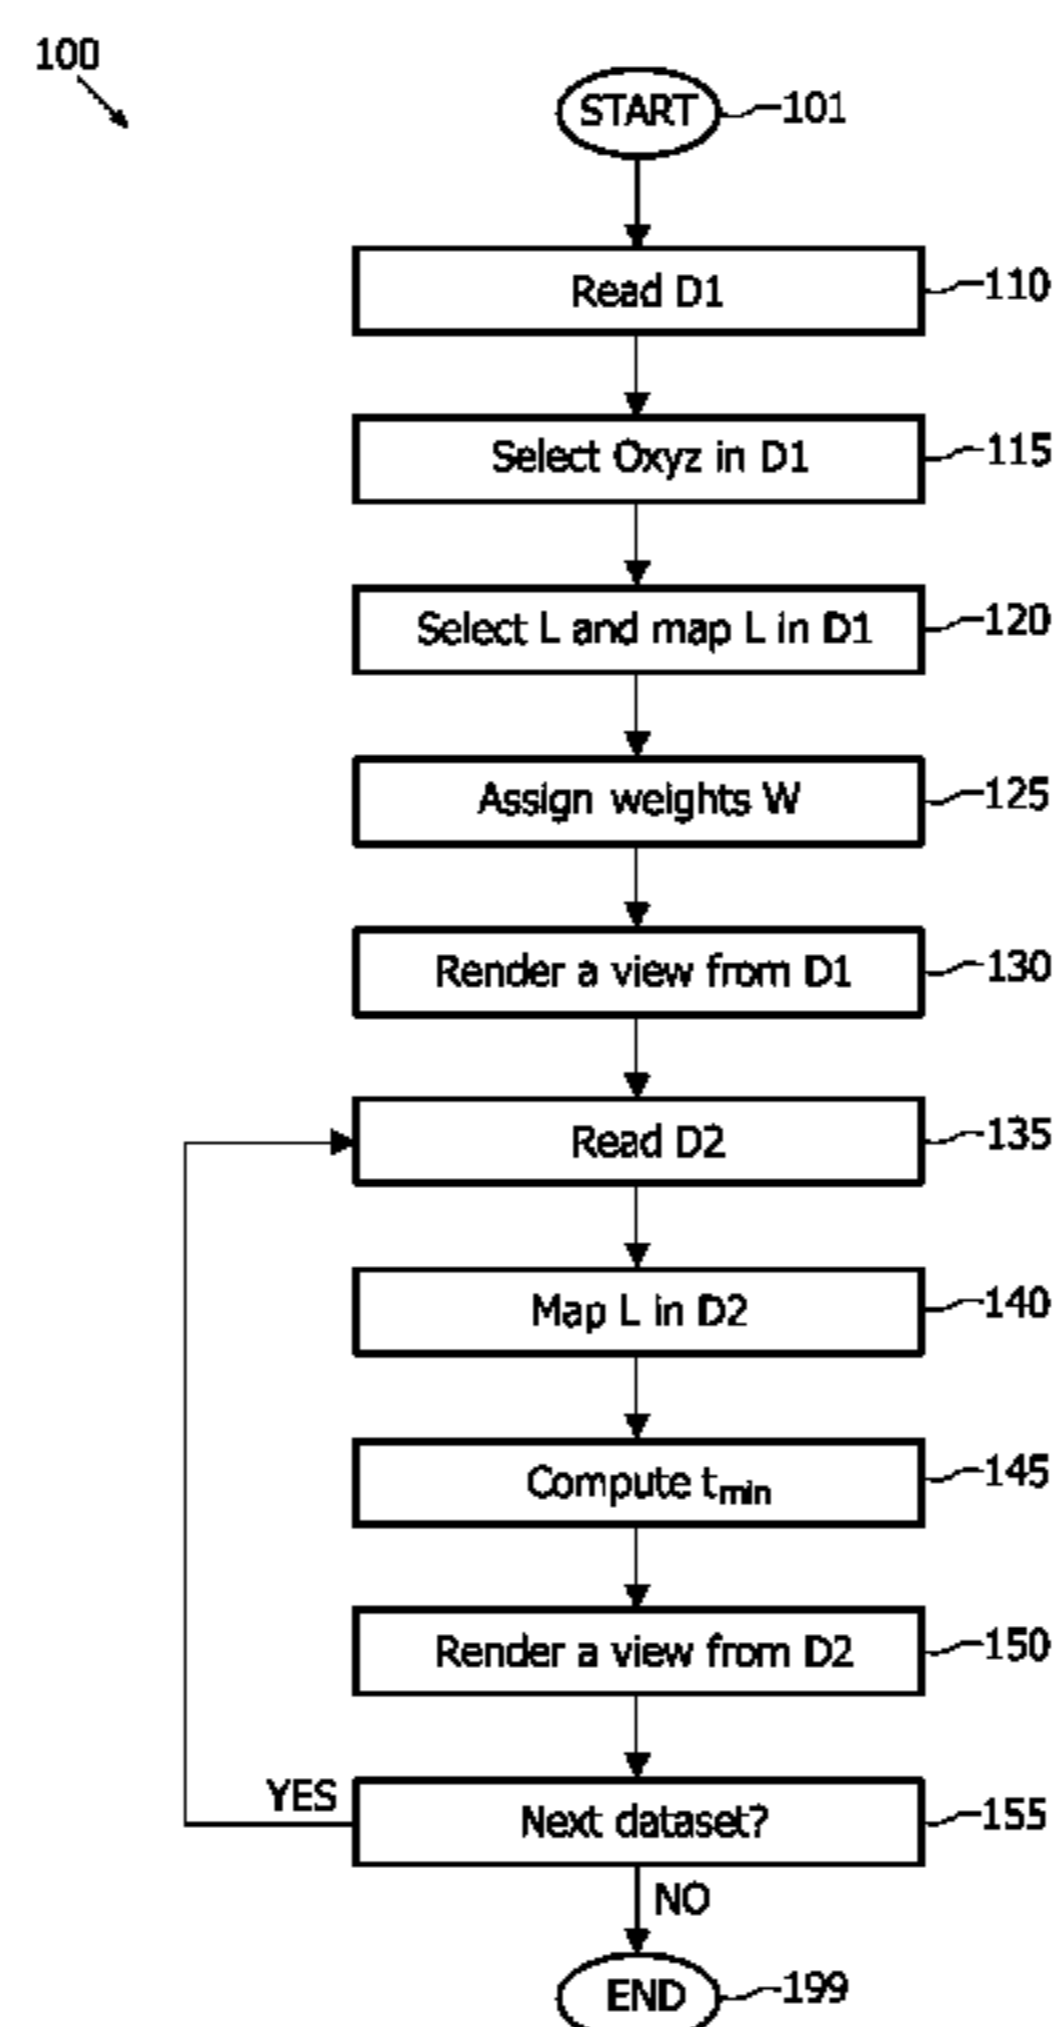 100
START 101
Read D1 110
Select Oxyz in D1 115
Select L and map L in D1 120
Assign weights W 125
Render a view from D1 130
Read D2 135
Map L in D2 140
Compute tmin 145
Render a view from D2 150
YES
Next dataset? 155
NO
END 199